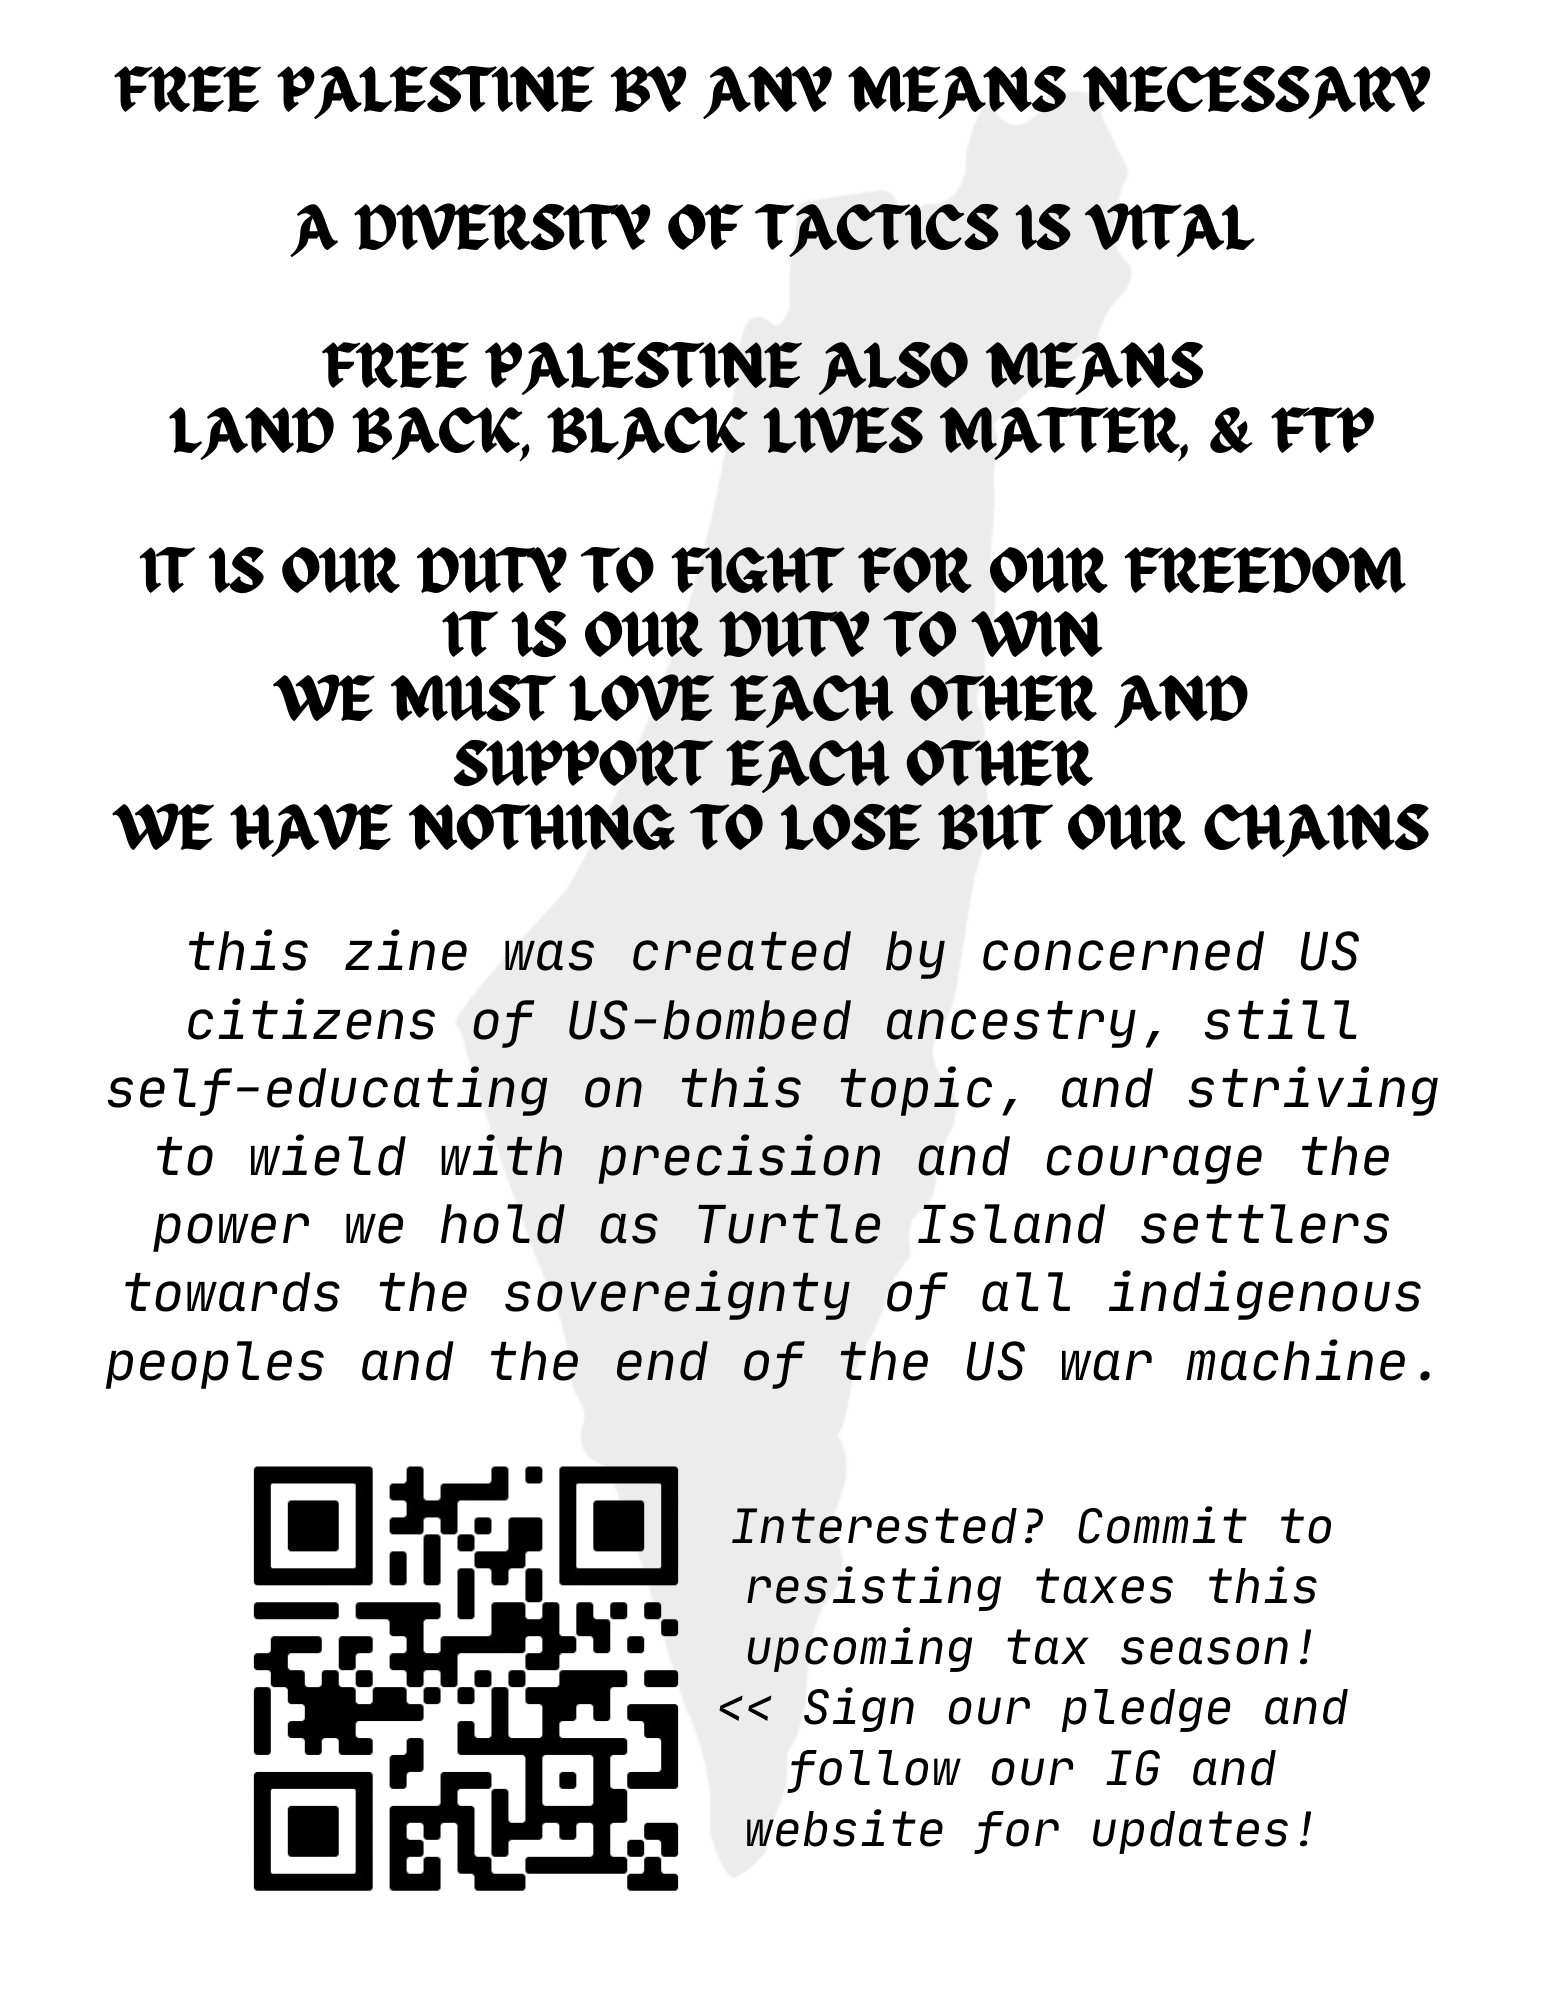 FREE PALESTINE BY ANY MEANS NECESSARY
A DIVERSITY OF TACTICS IS VITAL
FREE PALESTINE ALSO MEANS
LAND BACK, BLACK LIVES MATTER, & FTP
IT IS OUR DUTY TO FIGHT FOR OUR FREEDOM
IT IS OUR DUTY TO WIN
WE MUST LOVE EACH OTHER AND
SUPPORT EACH OTHER
WE HAVE NOTHING TO LOSE BUT OUR CHAINS
this zine was created by concerned US
citizens of US-bombed ancestry, still
self-educating on this topic, and striving
to wield with precision and courage the
power we hold as Turtle Island settlers
towards the sovereignty of all indigenous
peoples and the end of the US war machine.
Interested? Commit to
resisting taxes this
upcoming tax season!
<< Sign our pledge and
follow our IG and
website for updates!